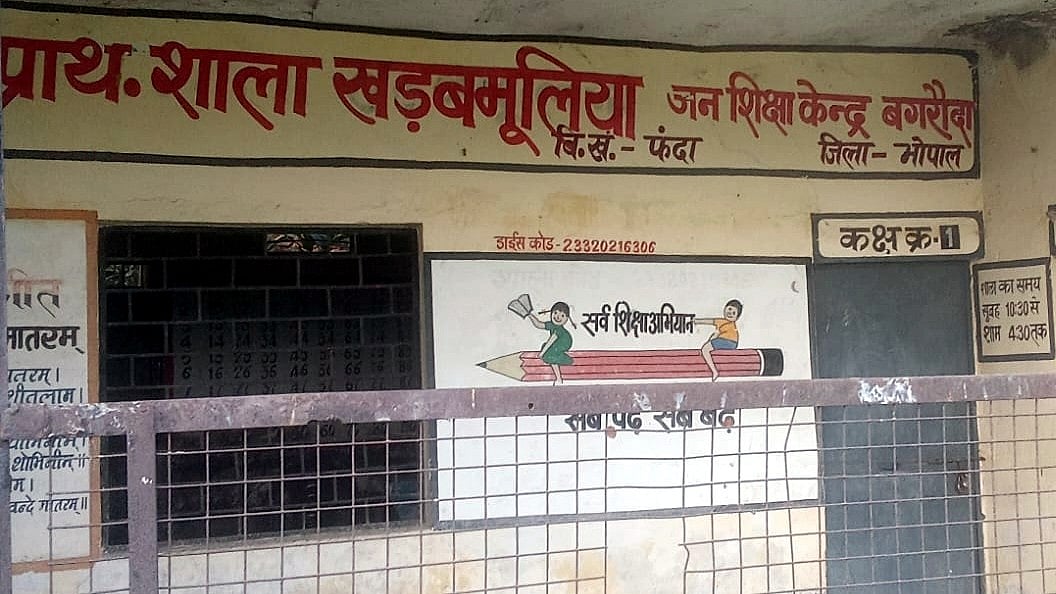 प्राथ. शाला खड़बमूलिया जन शिक्षा केन्द्र बगरौदा
बि.खं. - फंदा जिला - भोपाल
डाईस कोड - 23320216306
कक्ष क्र. 1
शाला का समय
सुबह 10:30 से
शाम 4:30 तक
सर्व शिक्षा अभियान
सब पढ़ें सब बढ़ें
मातरम्
वन्दे मातरम्॥